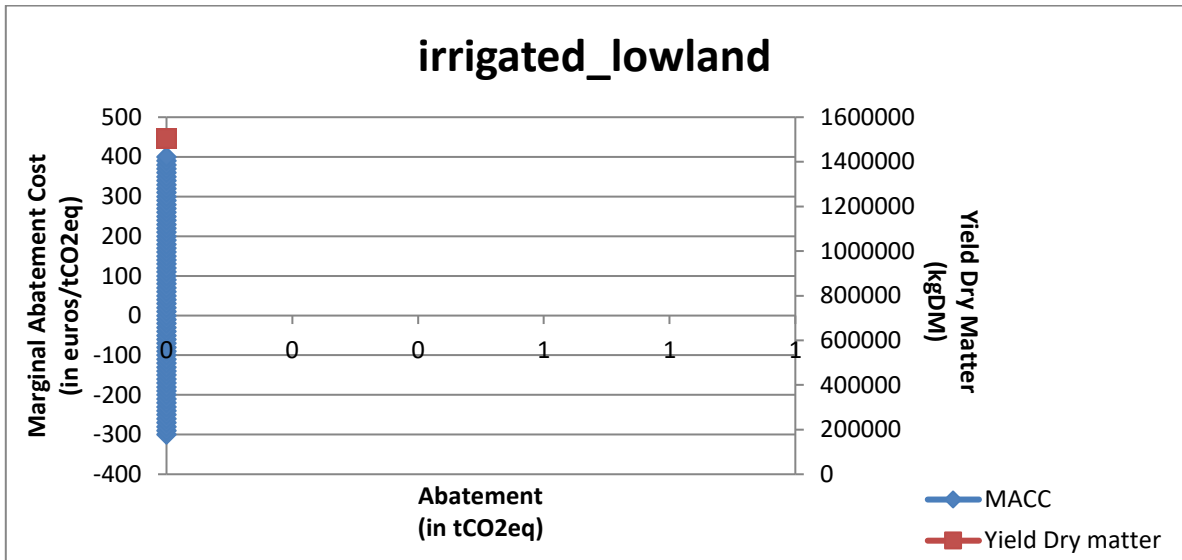 irrigated_lowland
Marginal Abatement Cost
(in euros/tCO2eq)
500
400
300
200
100
0
-100
-200
-300
-400
0 0 0 1 1 1
1600000
1400000
1200000
1000000
800000
600000
400000
200000
0
Yield Dry Matter
(kgDM)
Abatement
(in tCO2eq)
MACC
Yield Dry matter